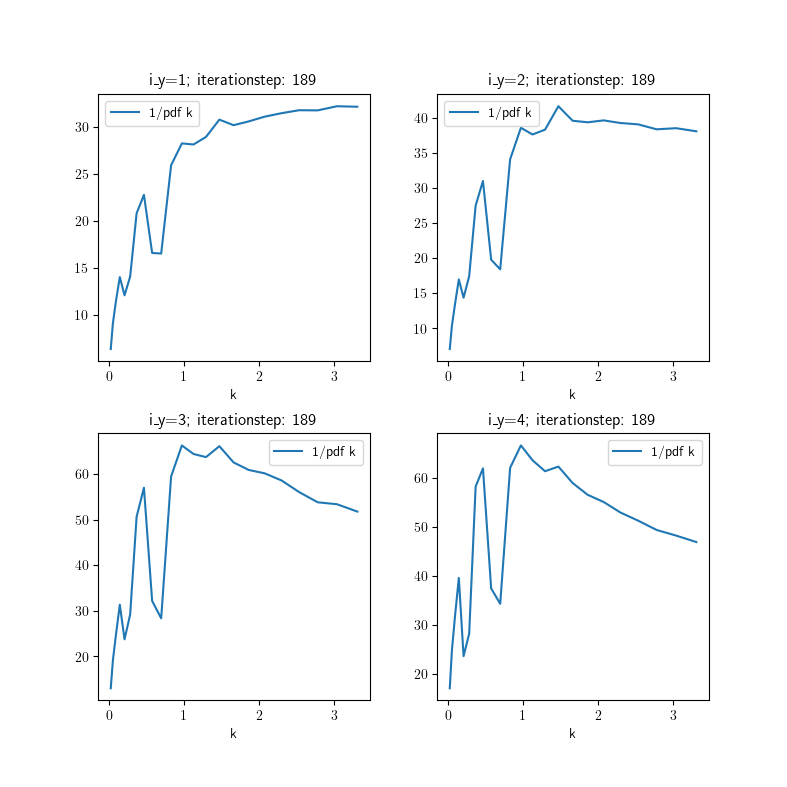 i_y=1; iterationstep: 189
1/pdf k
30
25
20
15
10
0 1 2 3
k
i_y=2; iterationstep: 189
1/pdf k
40
35
30
25
20
15
10
0 1 2 3
k
i_y=3; iterationstep: 189
1/pdf k
60
50
40
30
20
0 1 2 3
k
i_y=4; iterationstep: 189
1/pdf k
60
50
40
30
20
0 1 2 3
k